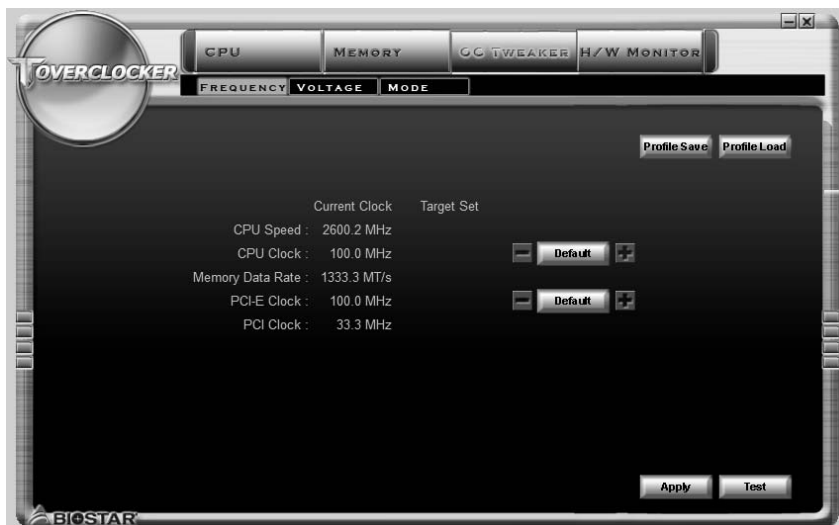 CPU MEMORY OC TWEAKER H/W MONITOR
TOVERCLOCKER
FREQUENCY VOLTAGE MODE
Profile Save Profile Load
Current Clock Target Set
CPU Speed : 2600.2 MHz
CPU Clock : 100.0 MHz Default
Memory Data Rate : 1333.3 MT/s
PCI-E Clock : 100.0 MHz Default
PCI Clock : 33.3 MHz
Apply Test
BIOSTAR